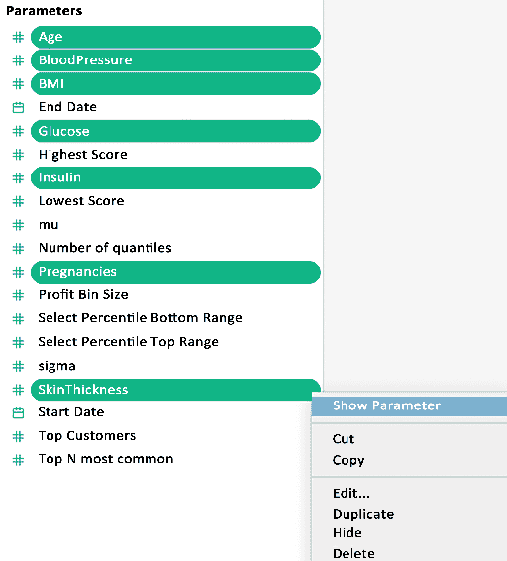 Parameters
Age
BloodPressure
BMI
End Date
Glucose
Highest Score
Insulin
Lowest Score
mu
Number of quantiles
Pregnancies
Profit Bin Size
Select Percentile Bottom Range
Select Percentile Top Range
sigma
SkinThickness
Start Date
Top Customers
Top N most common
Show Parameter
Cut
Copy
Edit...
Duplicate
Hide
Delete